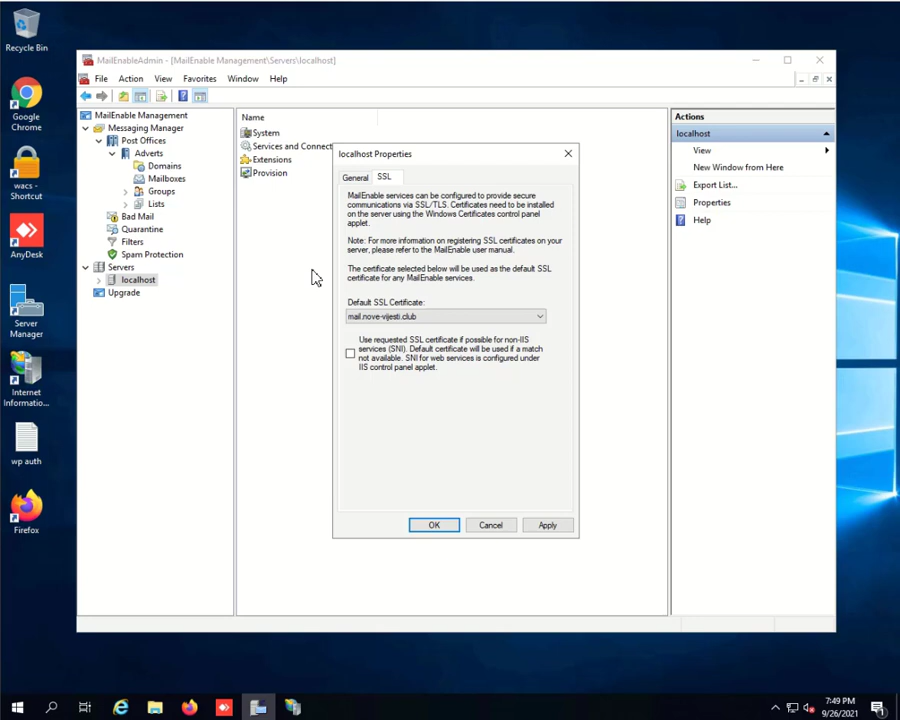 Recycle Bin
Google
Chrome
wacs -
Shortcut
AnyDesk
Server
Manager
Internet
Informatio...
wp auth
Firefox
MailEnableAdmin - [MailEnable Management\Servers\localhost]
File Action View Favorites Window Help
MailEnable Management
Messaging Manager
Post Offices
Adverts
Domains
Mailboxes
Groups
Lists
Bad Mail
Quarantine
Filters
Spam Protection
Servers
localhost
Upgrade
Name
System
Services and Connect
Extensions
Provision
localhost Properties
General SSL
MailEnable services can be configured to provide secure
communications via SSL/TLS. Certificates need to be installed
on the server using the Windows Certificates control panel
applet.
Note: For more information on registering SSL certificates on your
server, please refer to the MailEnable user manual.
The certificate selected below will be used as the default SSL
certificate for any MailEnable services.
Default SSL Certificate:
mail.nove-vijesti.club
Use requested SSL certificate if possible for non-IIS
services (SNI). Default certificate will be used if a match
not available. SNI for web services is configured under
IIS control panel applet.
OK Cancel Apply
Actions
localhost
View
New Window from Here
Export List...
Properties
Help
7:49 PM
9/26/2021
1